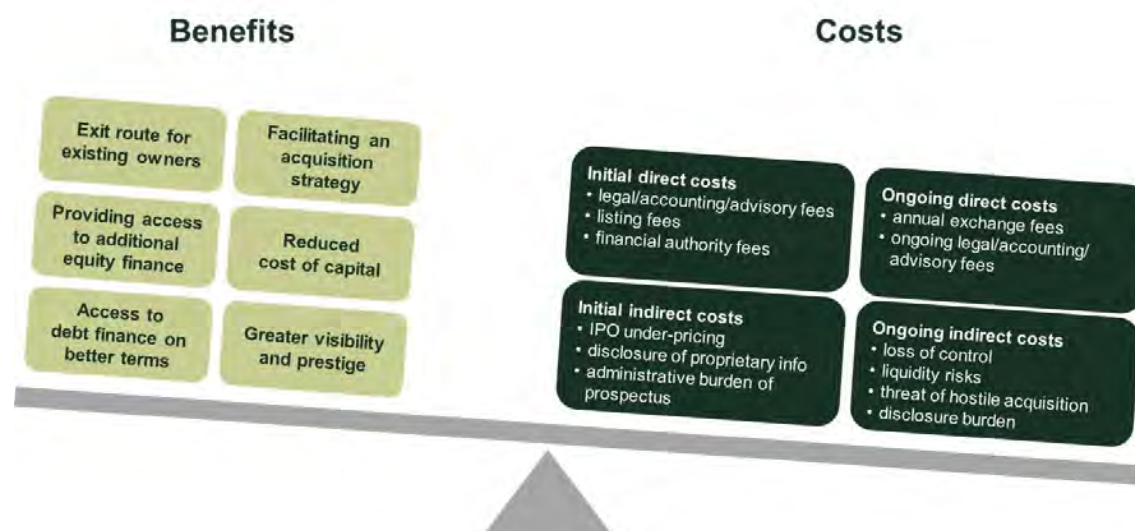 Benefits
Costs
Exit route for
existing owners
Facilitating an
acquisition
strategy
Providing access
to additional
equity finance
Reduced
cost of capital
Access to
debt finance on
better terms
Greater visibility
and prestige
Initial direct costs
• legal/accounting/advisory fees
• listing fees
• financial authority fees
Ongoing direct costs
• annual exchange fees
• ongoing legal/accounting/
advisory fees
Initial indirect costs
• IPO under-pricing
• disclosure of proprietary info
• administrative burden of
prospectus
Ongoing indirect costs
• loss of control
• liquidity risks
• threat of hostile acquisition
• disclosure burden